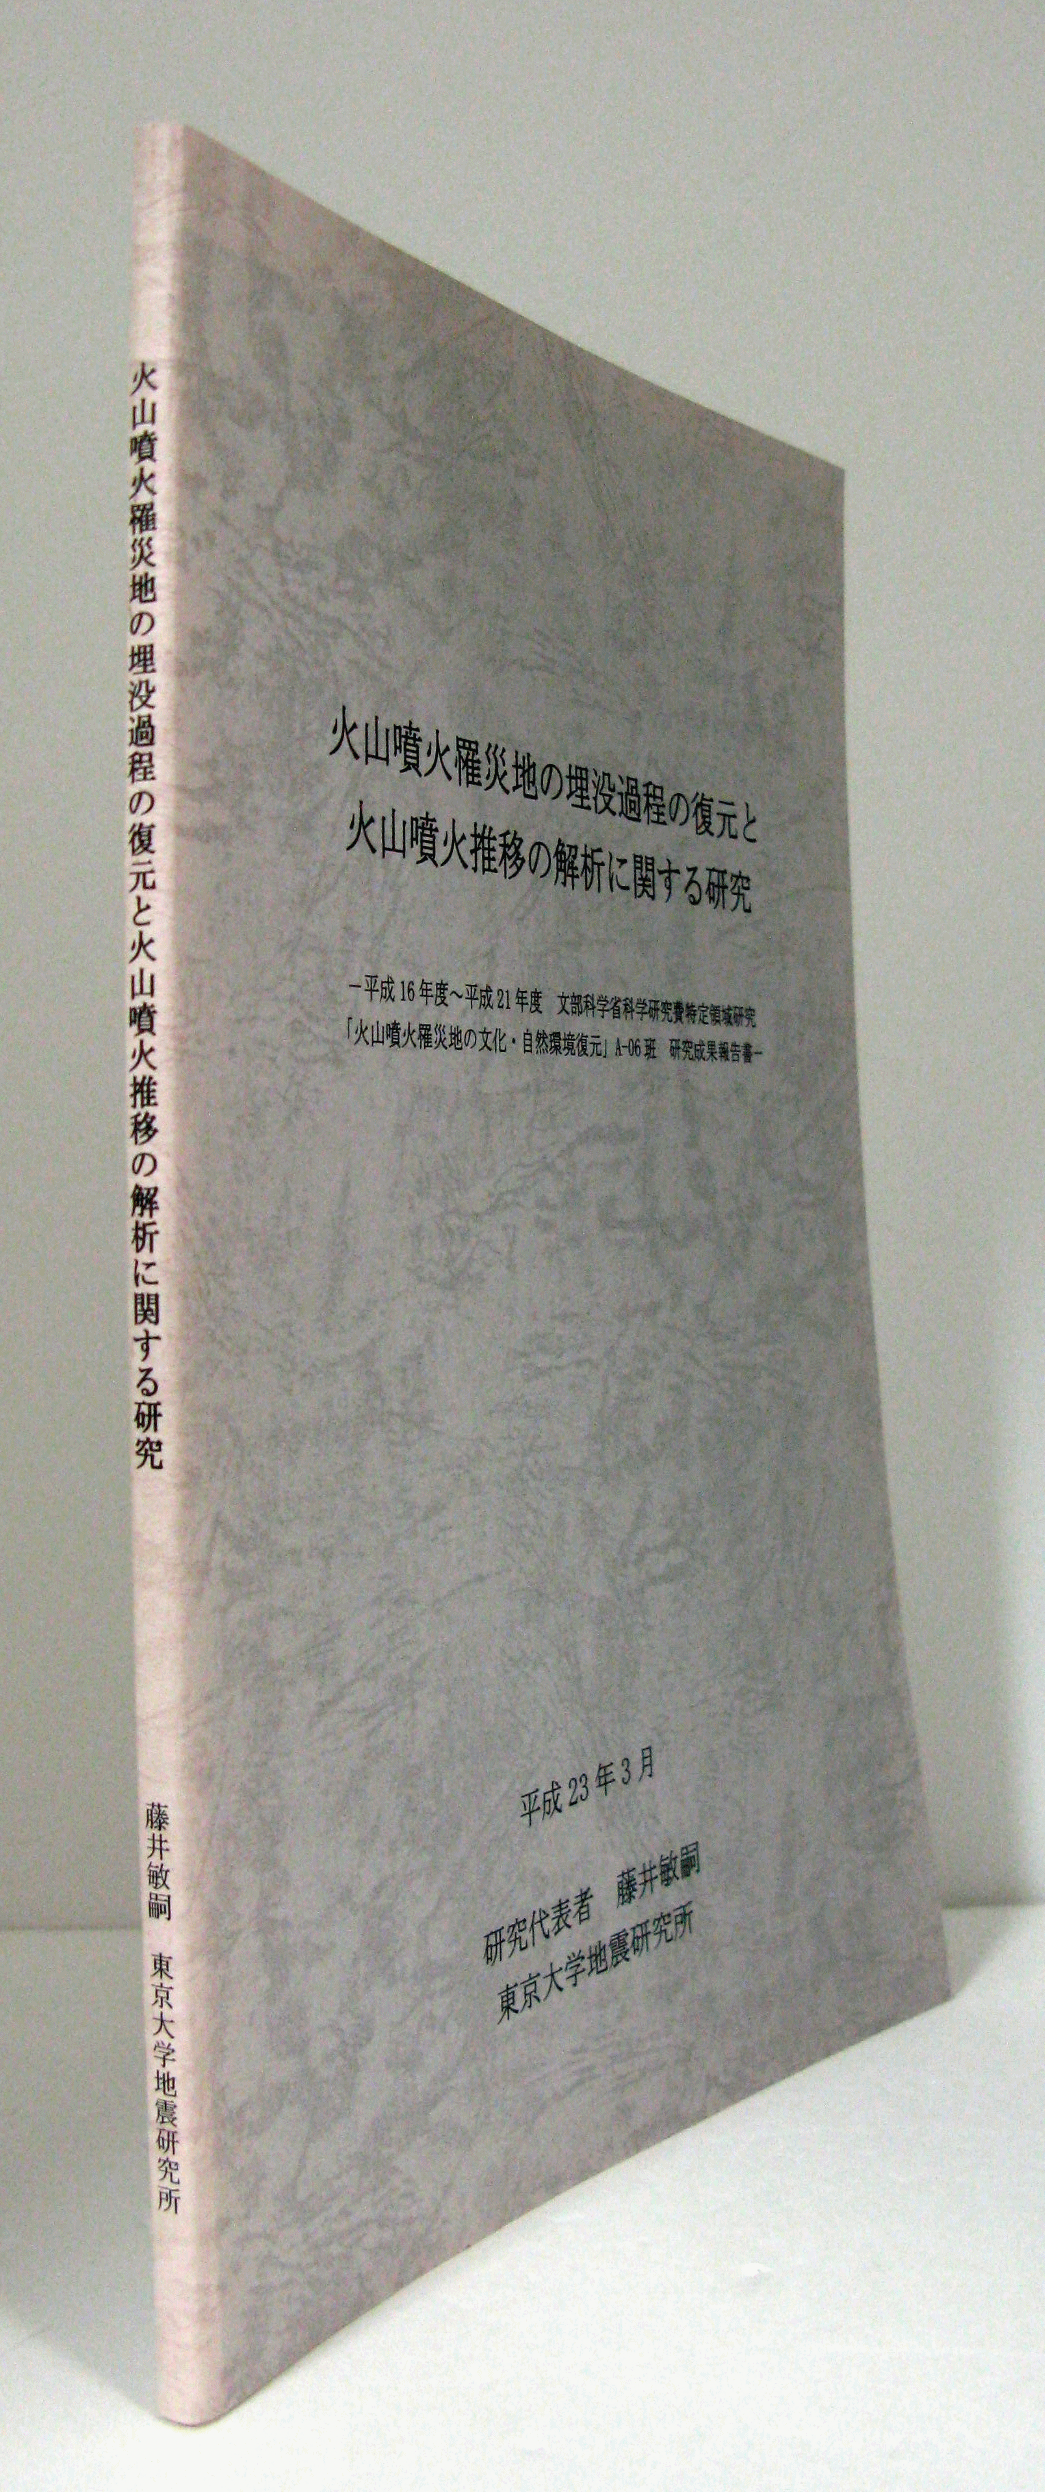 火山噴火罹災地の埋没過程の復元と火山噴火推移の解析に関する研究
藤井敏嗣　東京大学地震研究所
火山噴火罹災地の埋没過程の復元と
火山噴火推移の解析に関する研究
－平成16年度～平成21年度　文部科学省科学研究費特定領域研究
「火山噴火罹災地の文化・自然環境復元」A-06班　研究成果報告書－
平成23年3月
研究代表者　藤井敏嗣
東京大学地震研究所